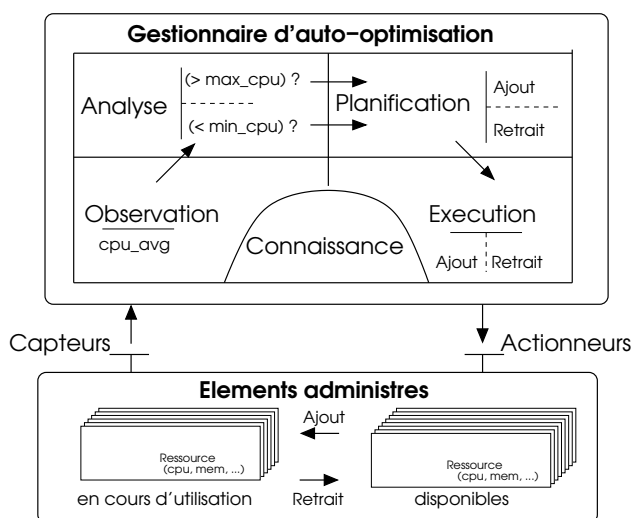 Gestionnaire d'auto-optimisation
Analyse
(> max_cpu) ?
(< min_cpu) ?
Planification
Ajout
Retrait
Observation
cpu_avg
Connaissance
Execution
Ajout
Retrait
Capteurs
Actionneurs
Elements administres
Ressource
(cpu, mem, ...)
en cours d'utilisation
Ajout
Retrait
Ressource
(cpu, mem, ...)
disponibles